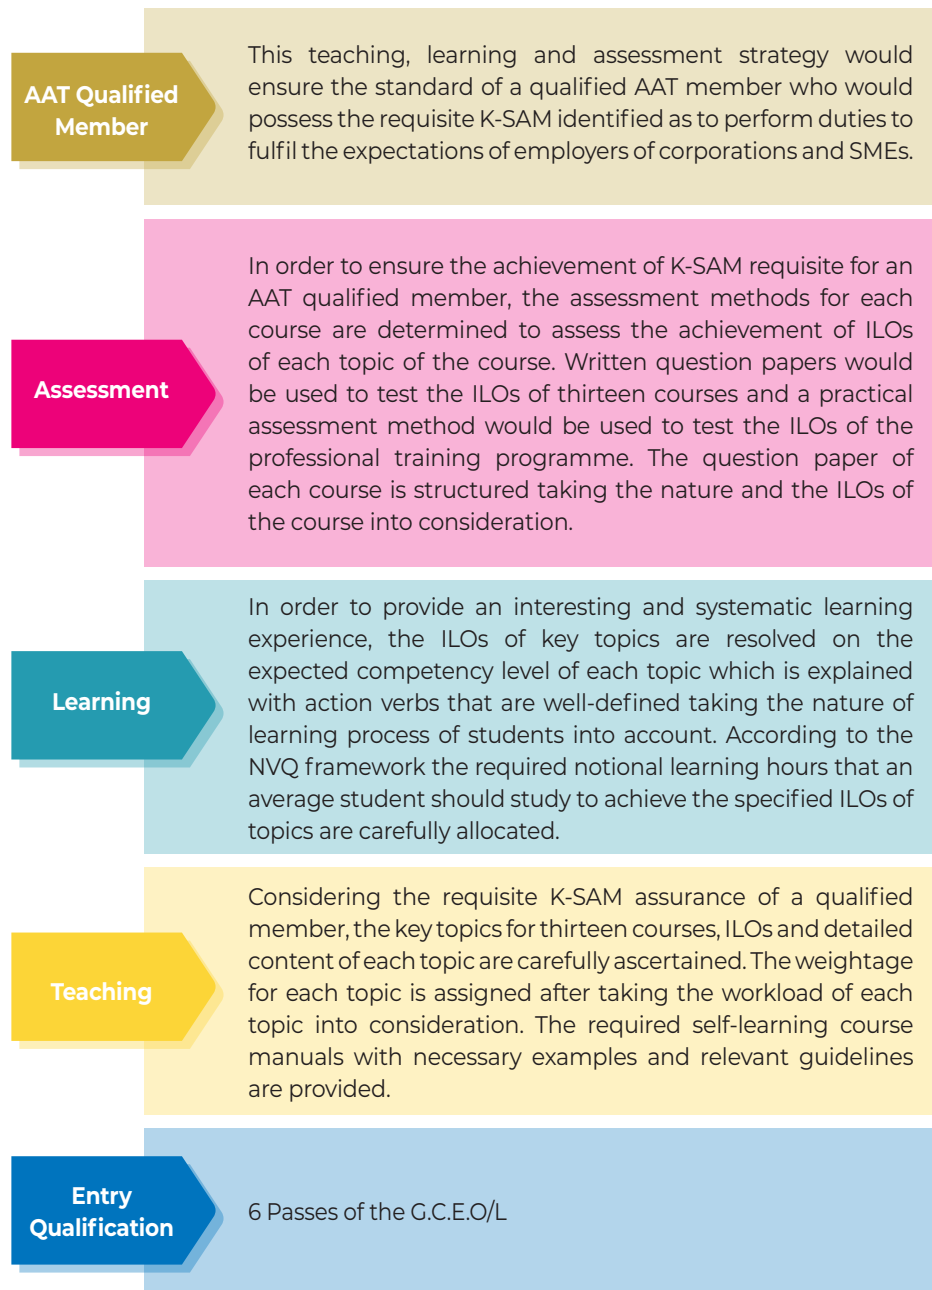 AAT Qualified
Member
This teaching, learning and assessment strategy would
ensure the standard of a qualified AAT member who would
possess the requisite K-SAM identified as to perform duties to
fulfil the expectations of employers of corporations and SMEs.
Assessment
In order to ensure the achievement of K-SAM requisite for an
AAT qualified member, the assessment methods for each
course are determined to assess the achievement of ILOs
of each topic of the course. Written question papers would
be used to test the ILOs of thirteen courses and a practical
assessment method would be used to test the ILOs of the
professional training programme. The question paper of
each course is structured taking the nature and the ILOs of
the course into consideration.
Learning
In order to provide an interesting and systematic learning
experience, the ILOs of key topics are resolved on the
expected competency level of each topic which is explained
with action verbs that are well-defined taking the nature of
learning process of students into account. According to the
NVQ framework the required notional learning hours that an
average student should study to achieve the specified ILOs of
topics are carefully allocated.
Teaching
Considering the requisite K-SAM assurance of a qualified
member, the key topics for thirteen courses, ILOs and detailed
content of each topic are carefully ascertained. The weightage
for each topic is assigned after taking the workload of each
topic into consideration. The required self-learning course
manuals with necessary examples and relevant guidelines
are provided.
Entry
Qualification
6 Passes of the G.C.E.O/L